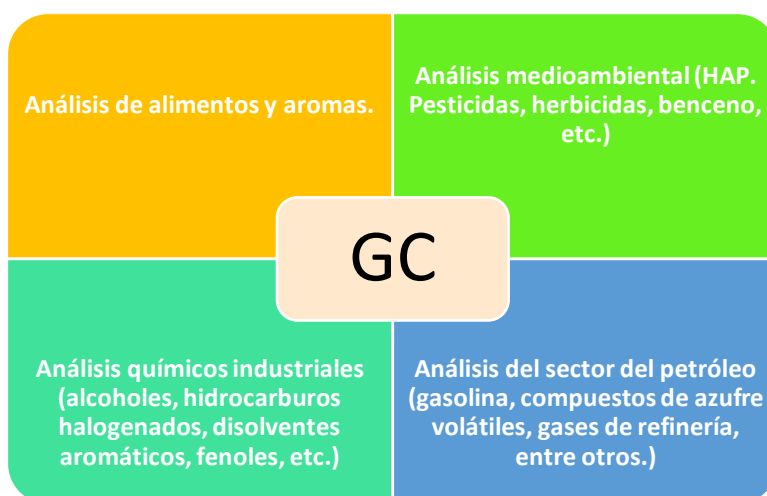 Análisis de alimentos y aromas.
Análisis medioambiental (HAP.
Pesticidas, herbicidas, benceno,
etc.)
GC
Análisis químicos industriales
(alcoholes, hidrocarburos
halogenados, disolventes
aromáticos, fenoles, etc.)
Análisis del sector del petróleo
(gasolina, compuestos de azufre
volátiles, gases de refinería,
entre otros.)